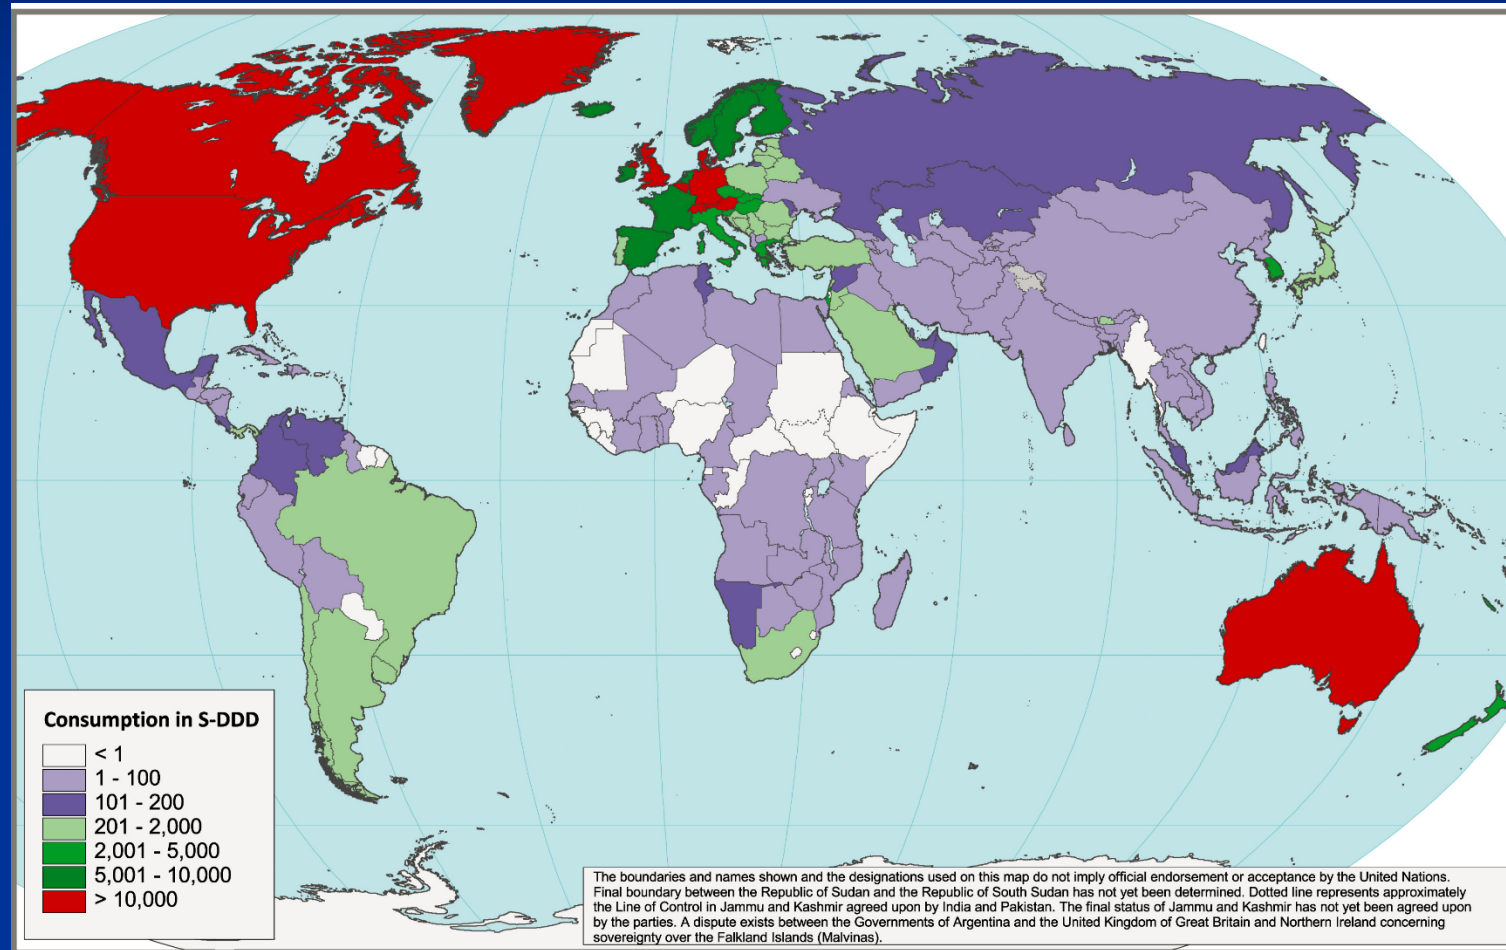 Consumption in S-DDD
< 1
1 - 100
101 - 200
201 - 2,000
2,001 - 5,000
5,001 - 10,000
> 10,000
The boundaries and names shown and the designations used on this map do not imply official endorsement or acceptance by the United Nations.
Final boundary between the Republic of Sudan and the Republic of South Sudan has not yet been determined. Dotted line represents approximately
the Line of Control in Jammu and Kashmir agreed upon by India and Pakistan. The final status of Jammu and Kashmir has not yet been agreed upon
by the parties. A dispute exists between the Governments of Argentina and the United Kingdom of Great Britain and Northern Ireland concerning
sovereignty over the Falkland Islands (Malvinas).